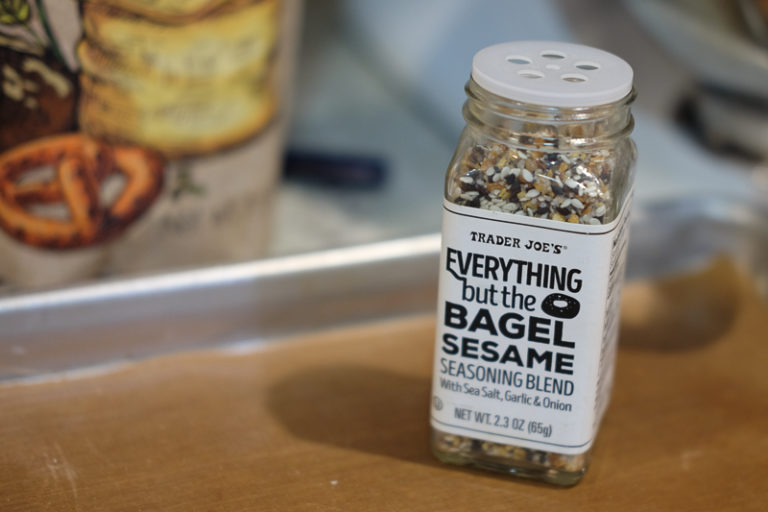 TRADER JOE'S®
EVERYTHING
but the
BAGEL
SESAME
SEASONING BLEND
With Sea Salt, Garlic & Onion
NET WT. 2.3 OZ (65g)